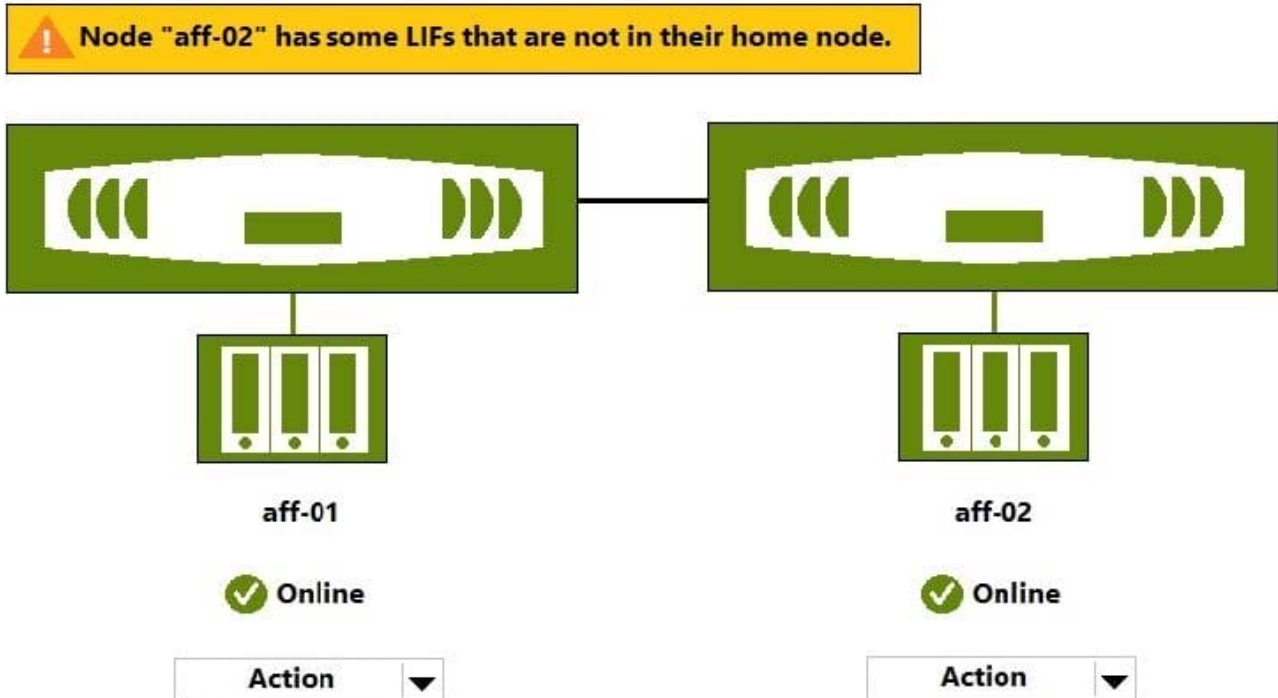 Node "aff-02" has some LIFs that are not in their home node.
aff-01
aff-02
Online
Online
Action
Action